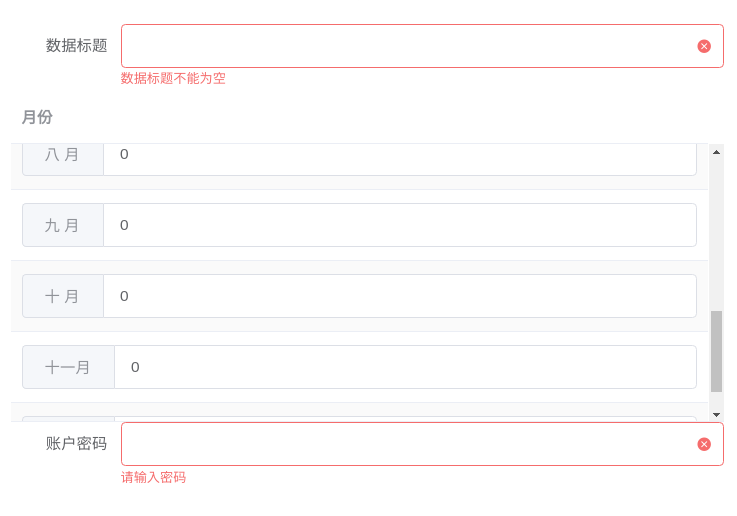 数据标题
数据标题不能为空
月份
八 月 0
九 月 0
十 月 0
十一月 0
账户密码
请输入密码